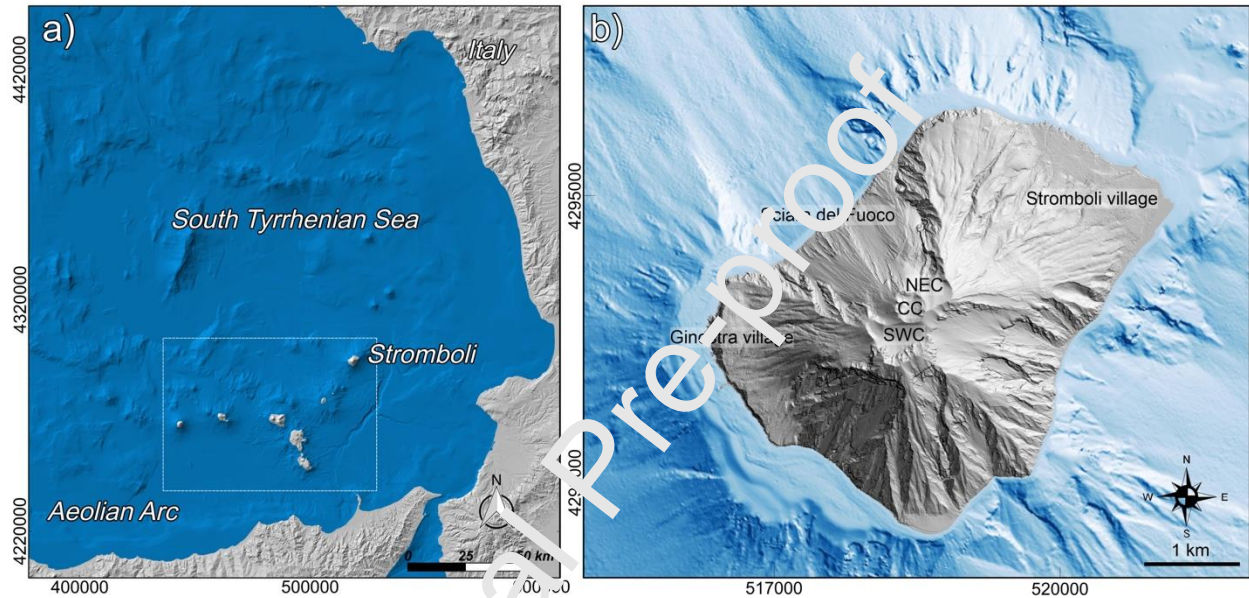 a)
Italy
South Tyrrhenian Sea
Stromboli
Aeolian Arc
N
0 25 50 km
4420000
4320000
4220000
400000
500000
b)
Stromboli village
Sciara del Fuoco
NEC
CC
SWC
Ginostra village
N
W
E
S
1 km
4295000
517000
520000
al Pre-proof